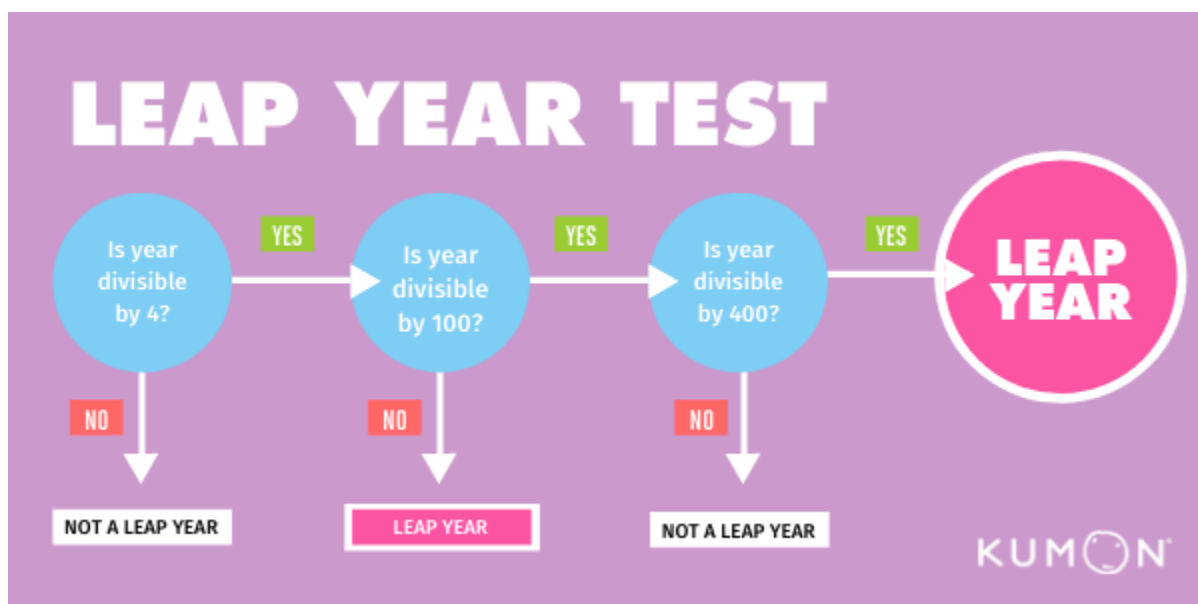 LEAP YEAR TEST
Is year
divisible
by 4?
YES
Is year
divisible
by 100?
YES
Is year
divisible
by 400?
YES
LEAP
YEAR
NO
NO
NO
NOT A LEAP YEAR
LEAP YEAR
NOT A LEAP YEAR
KUMON